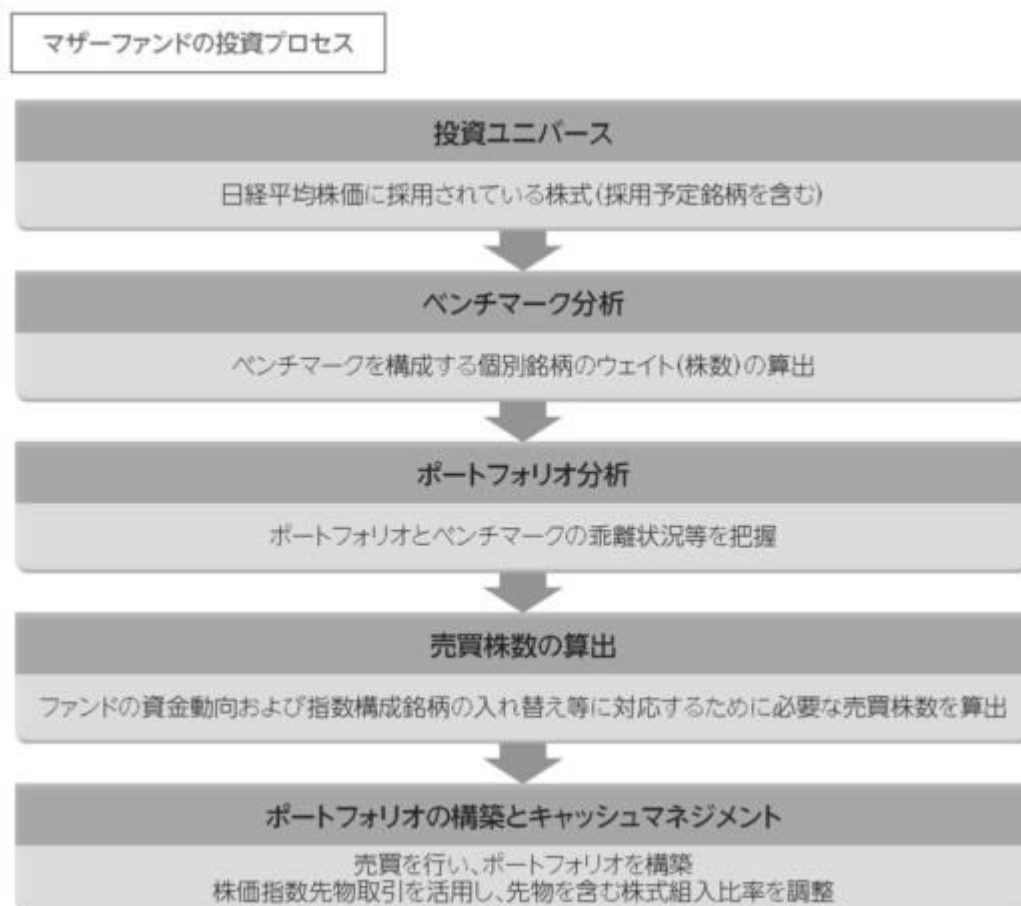 マザーファンドの投資プロセス
投資ユニバース
日経平均株価に採用されている株式(採用予定銘柄を含む)
ベンチマーク分析
ベンチマークを構成する個別銘柄のウェイト(株数)の算出
ポートフォリオ分析
ポートフォリオとベンチマークの乖離状況等を把握
売買株数の算出
ファンドの資金動向および指数構成銘柄の入れ替え等に対応するために必要な売買株数を算出
ポートフォリオの構築とキャッシュマネジメント
売買を行い、ポートフォリオを構築
株価指数先物取引を活用し、先物を含む株式組入比率を調整